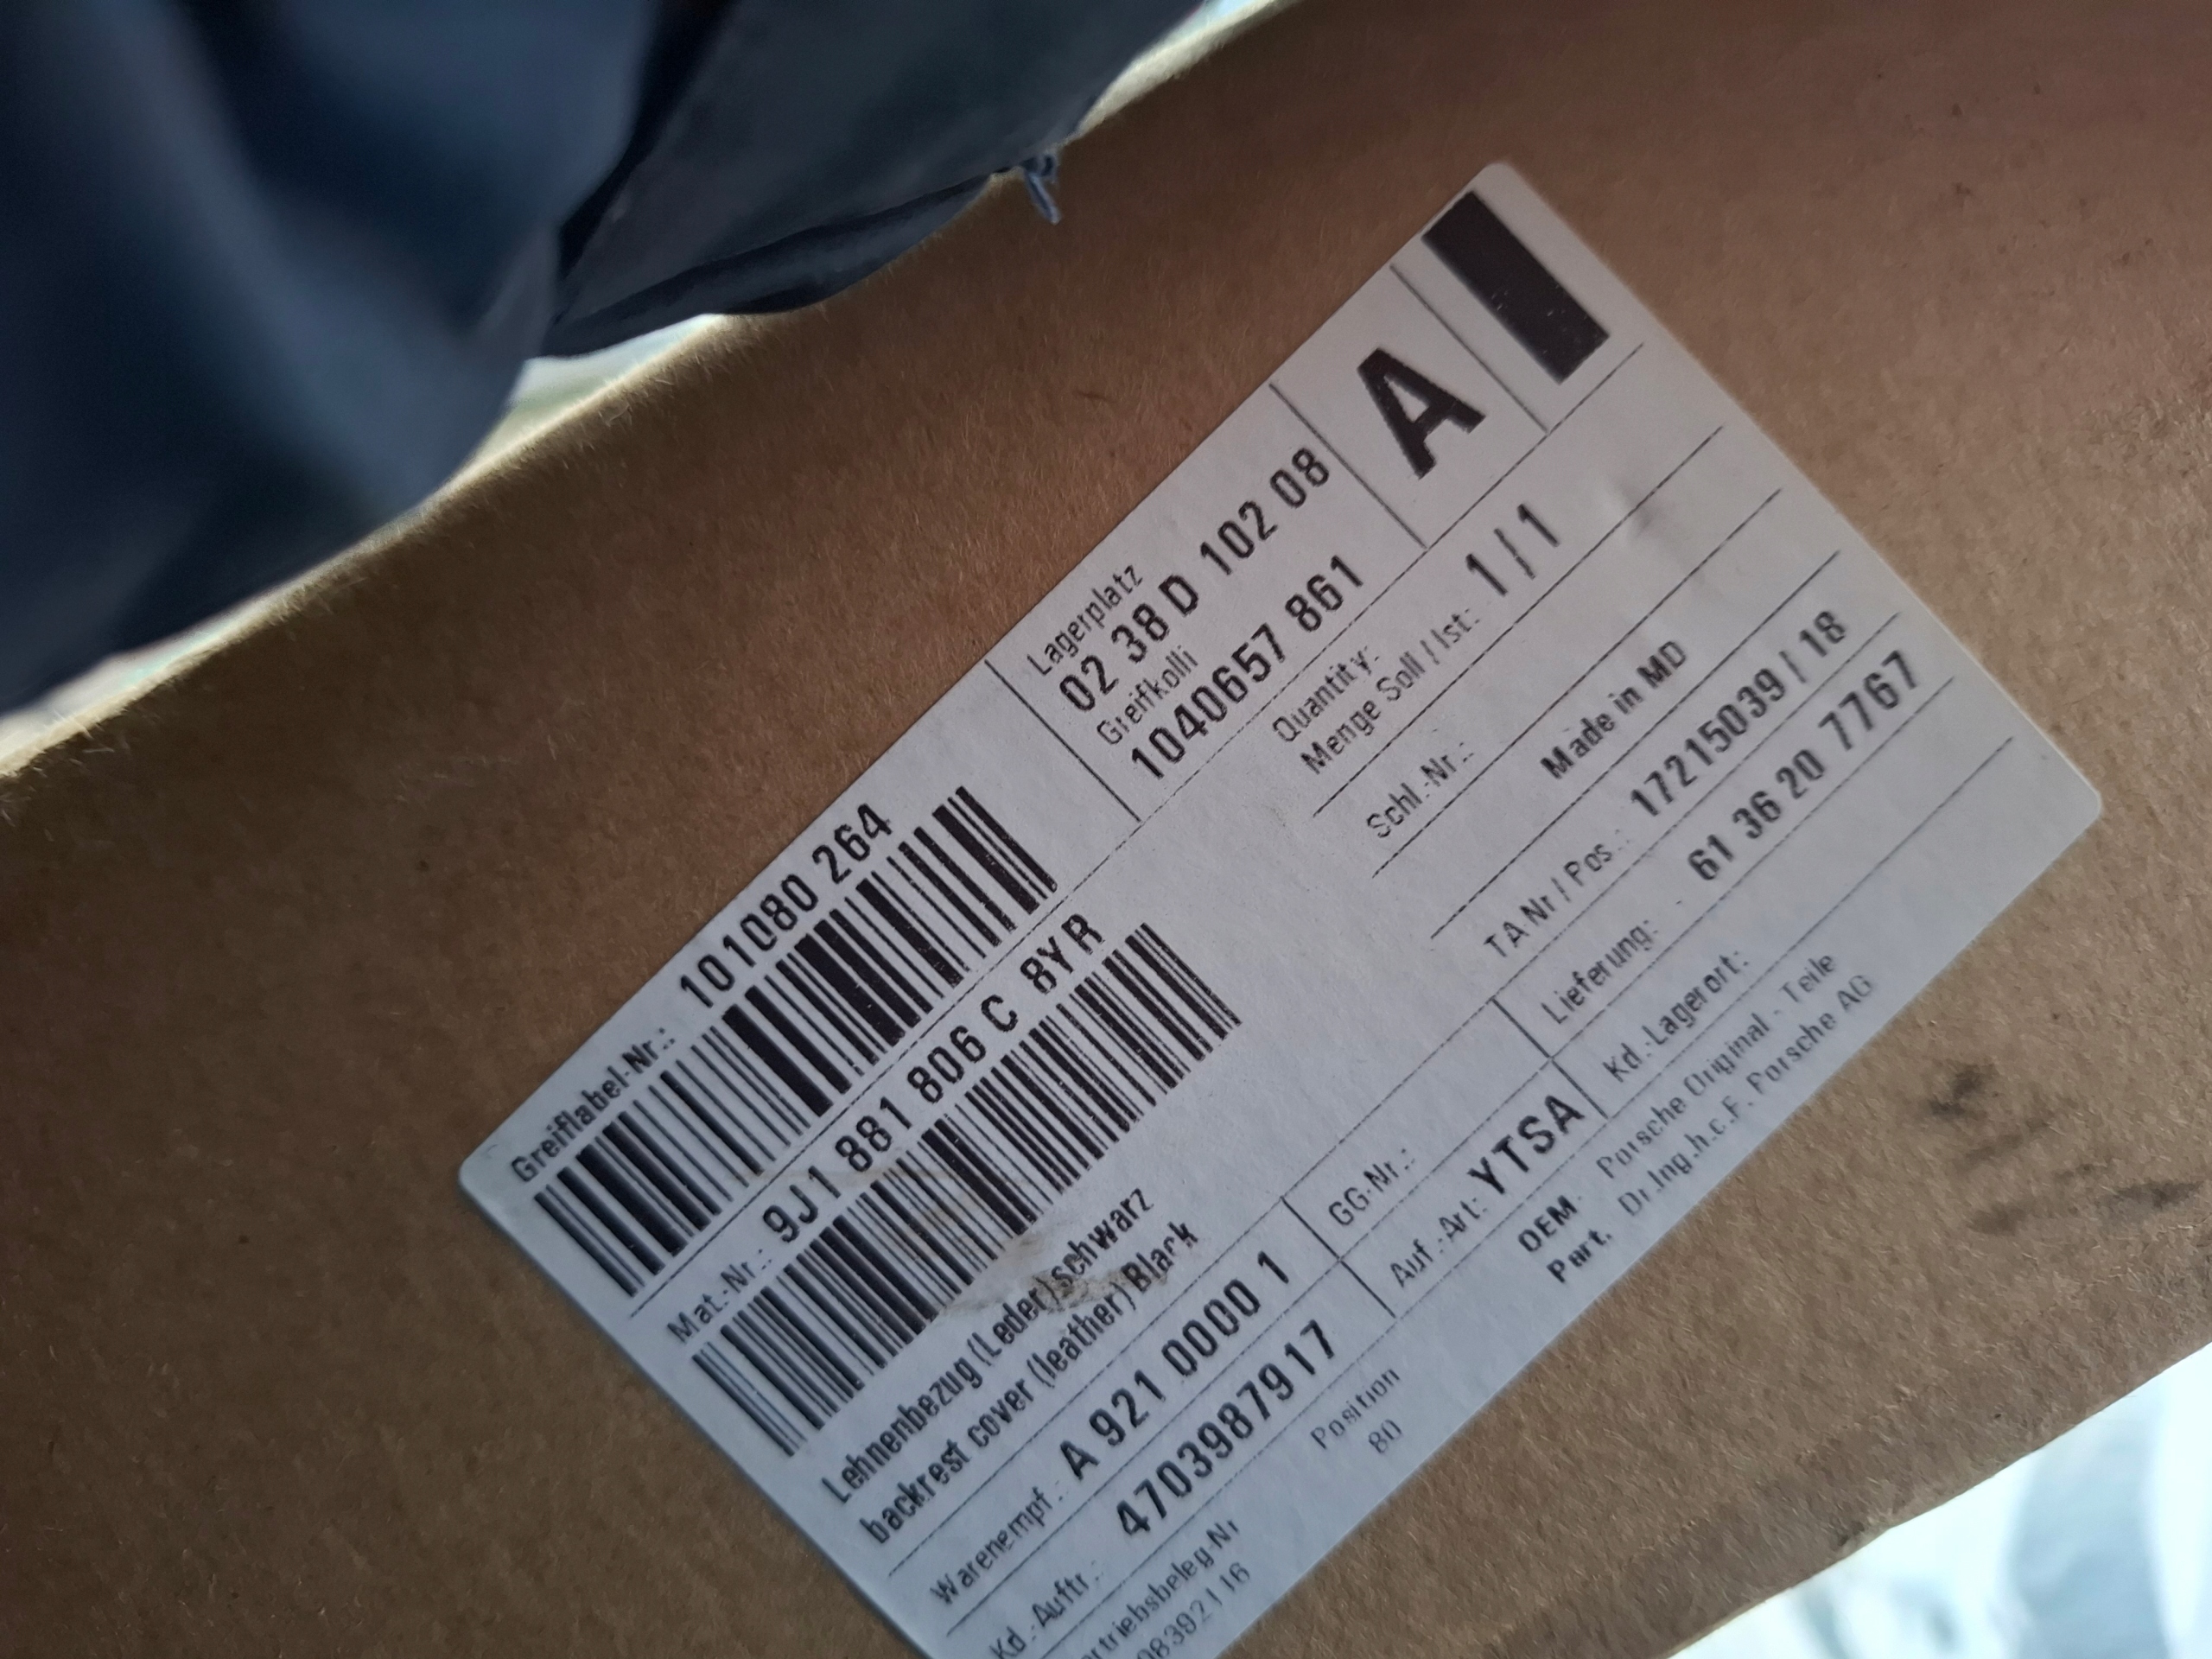 Greiflabel-Nr.: 101080 264
Lagerplatz
02 38 D 102 08
Greifkolli
1040657 861
A
Mat.-Nr.: 9J1 881 806 C 8YR
Quantity:
Menge Soll / Ist: 1 / 1
Schl.-Nr.:
Made in MD
Lehnenbezug (Leder) schwarz
backrest cover (leather) Black
TA Nr / Pos.: 17215039 / 18
Warenempf.: A 921 0000 1
GG-Nr.:
Lieferung: 61 36 20 7767
Kd.-Auftr.: 4703987917
Auf.-Art: YTSA
Kd.-Lagerort:
Position
80
OEM Porsche Original - Teile
Part. Dr.Ing.h.c.F. Porsche AG